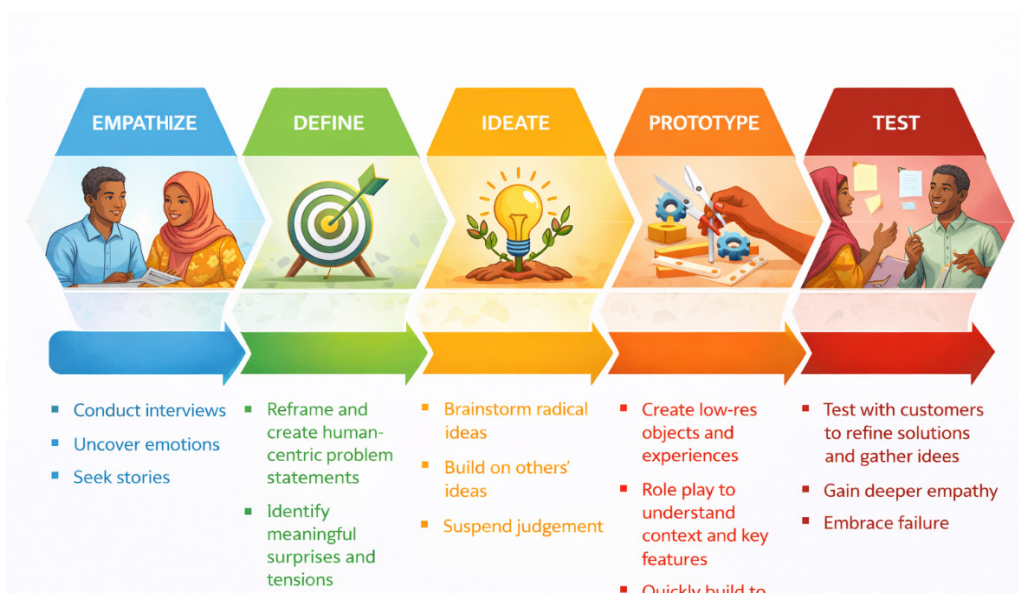 EMPATHIZE
DEFINE
IDEATE
PROTOTYPE
TEST
▪ Conduct interviews
▪ Uncover emotions
▪ Seek stories
▪ Reframe and
create human-
centric problem
statements
▪ Identify
meaningful
surprises and
tensions
▪ Brainstorm radical
ideas
▪ Build on others'
ideas
▪ Suspend judgement
▪ Create low-res
objects and
experiences
▪ Role play to
understand
context and key
features
▪ Quickly build to
▪ Test with customers
to refine solutions
and gather idees
▪ Gain deeper empathy
▪ Embrace failure